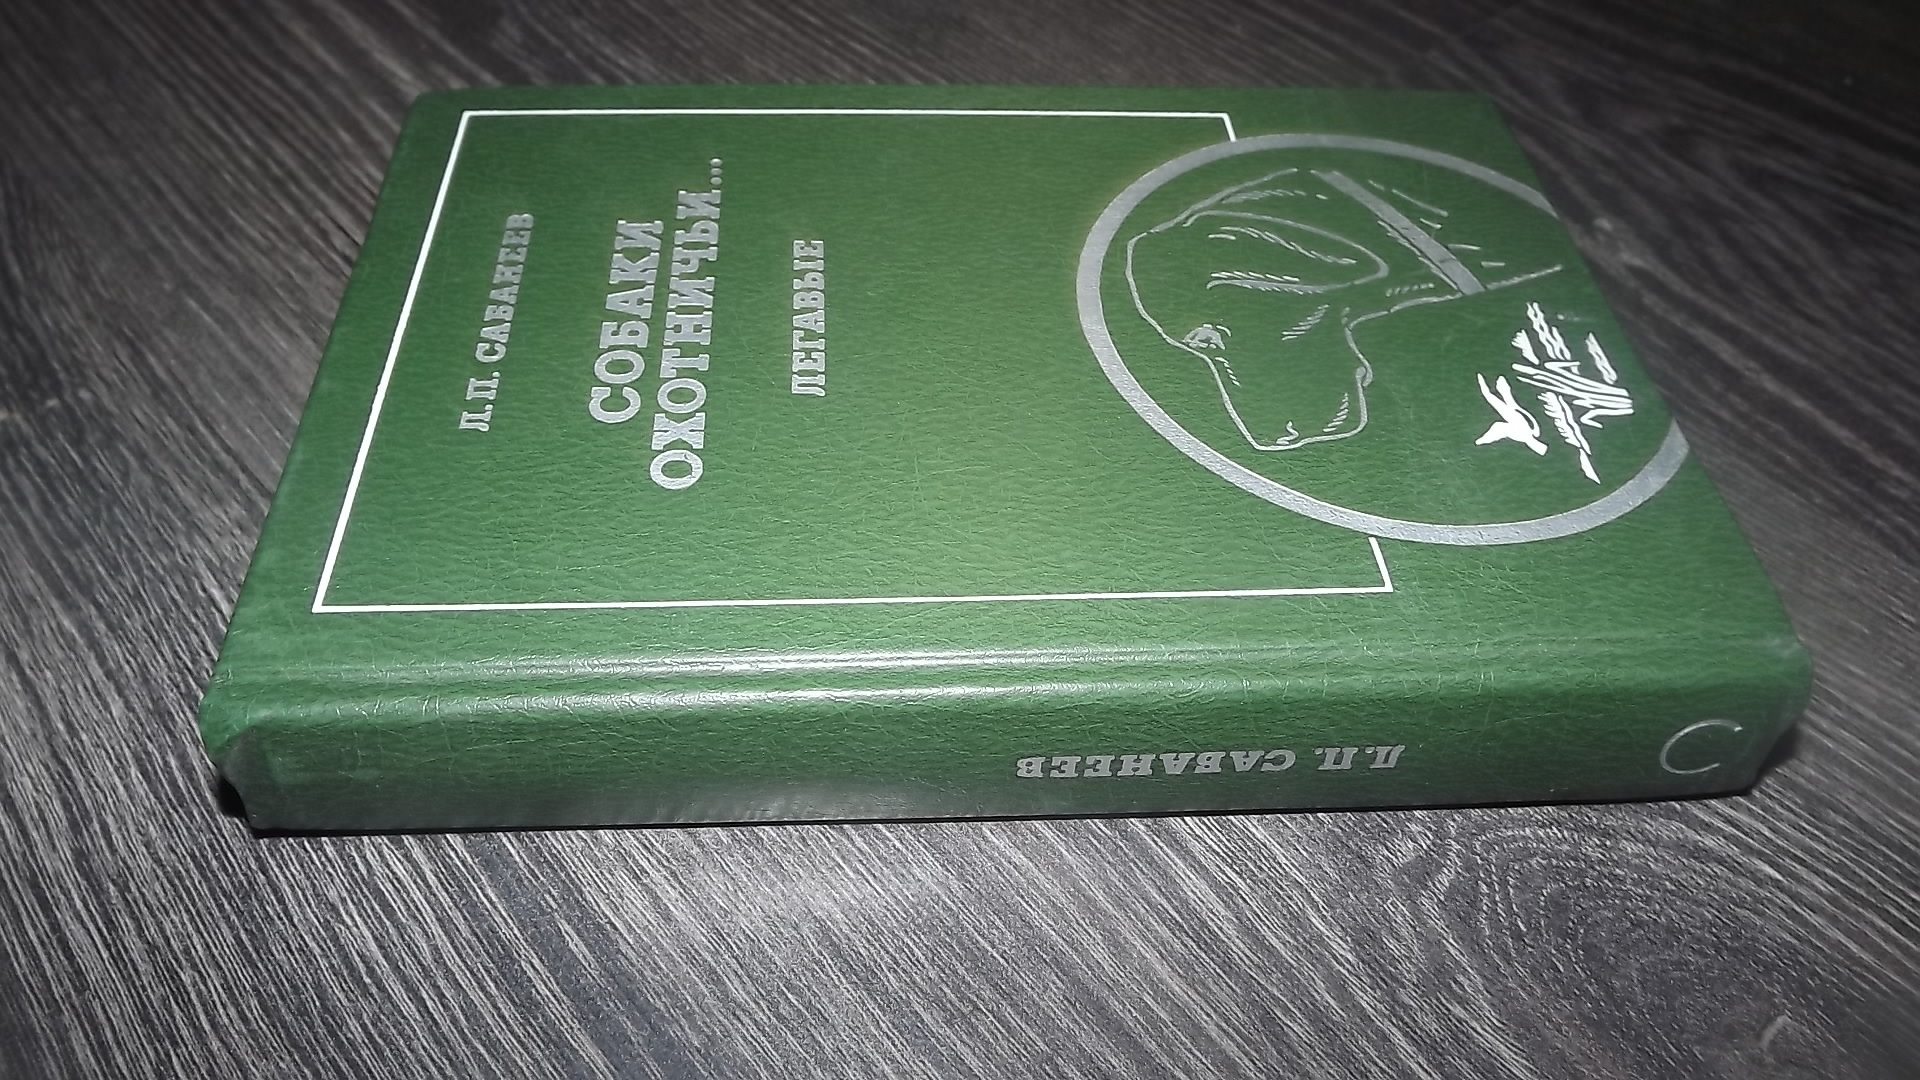 Л.П. САБАНЕЕВ
СОБАКИ
ОХОТНИЧЬИ...
ЛЕГАВЫЕ
Л.П. САБАНЕЕВ
С